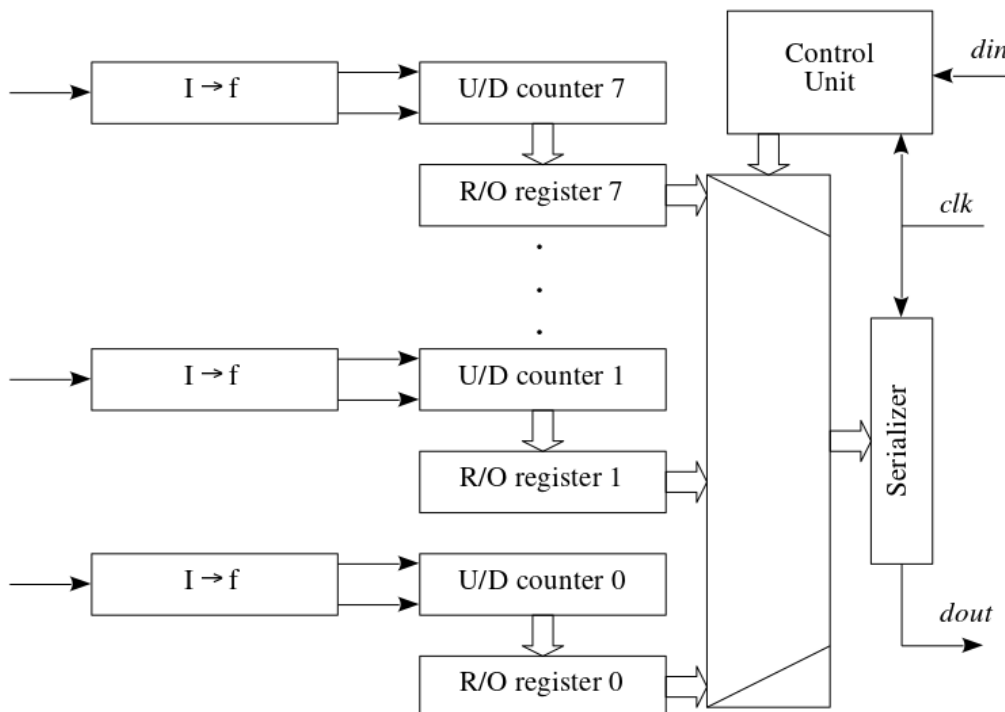 I → f
U/D counter 7
Control
Unit
din
R/O register 7
clk
I → f
U/D counter 1
R/O register 1
Serializer
I → f
U/D counter 0
dout
R/O register 0